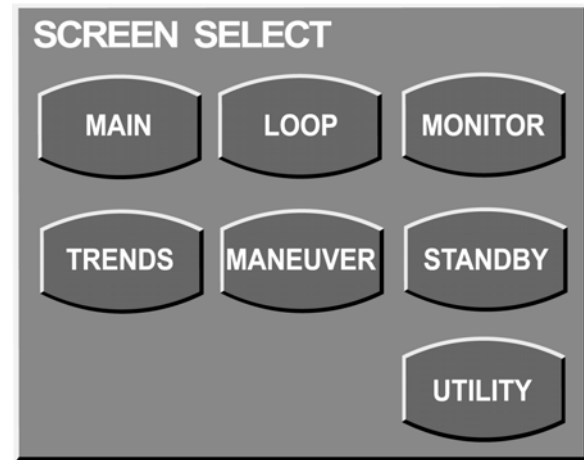 SCREEN SELECT
MAIN LOOP MONITOR
TRENDS MANEUVER STANDBY
UTILITY